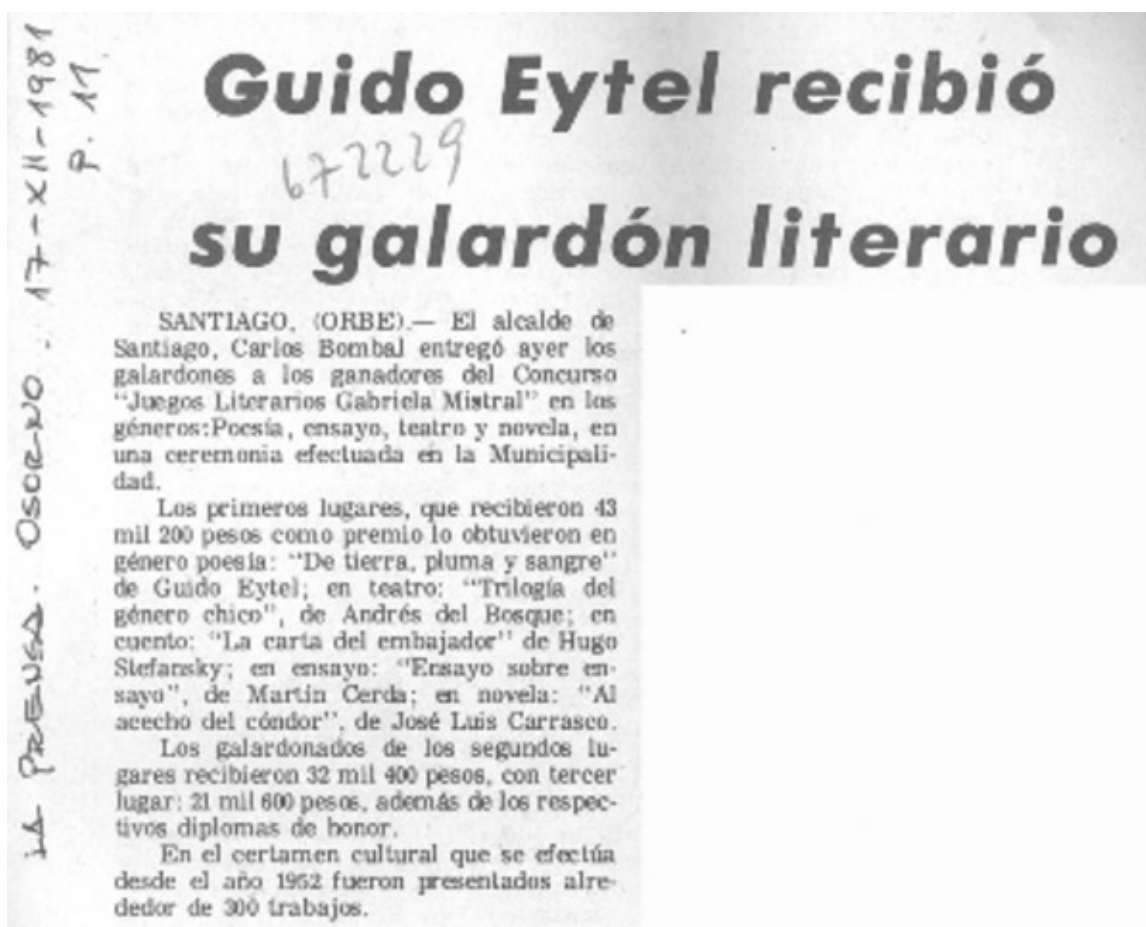 LA PRENSA. OSORNO. 17-XII-1981
p. 11.
Guido Eytel recibió
672229
su galardón literario
SANTIAGO, (ORBE).— El alcalde de
Santiago, Carlos Bombal entregó ayer los
galardones a los ganadores del Concurso
"Juegos Literarios Gabriela Mistral" en los
géneros:Poesía, ensayo, teatro y novela, en
una ceremonia efectuada en la Municipali-
dad.
Los primeros lugares, que recibieron 43
mil 200 pesos como premio lo obtuvieron en
género poesía: "De tierra, pluma y sangre"
de Guido Eytel; en teatro: "Trilogía del
género chico", de Andrés del Bosque; en
cuento: "La carta del embajador" de Hugo
Stefansky; en ensayo: "Ensayo sobre en-
sayo", de Martin Cerda; en novela: "Al
acecho del cóndor", de José Luis Carrasco.
Los galardonados de los segundos lu-
gares recibieron 32 mil 400 pesos, con tercer
lugar: 21 mil 600 pesos, además de los respec-
tivos diplomas de honor.
En el certamen cultural que se efectúa
desde el año 1952 fueron presentados alre-
dedor de 300 trabajos.